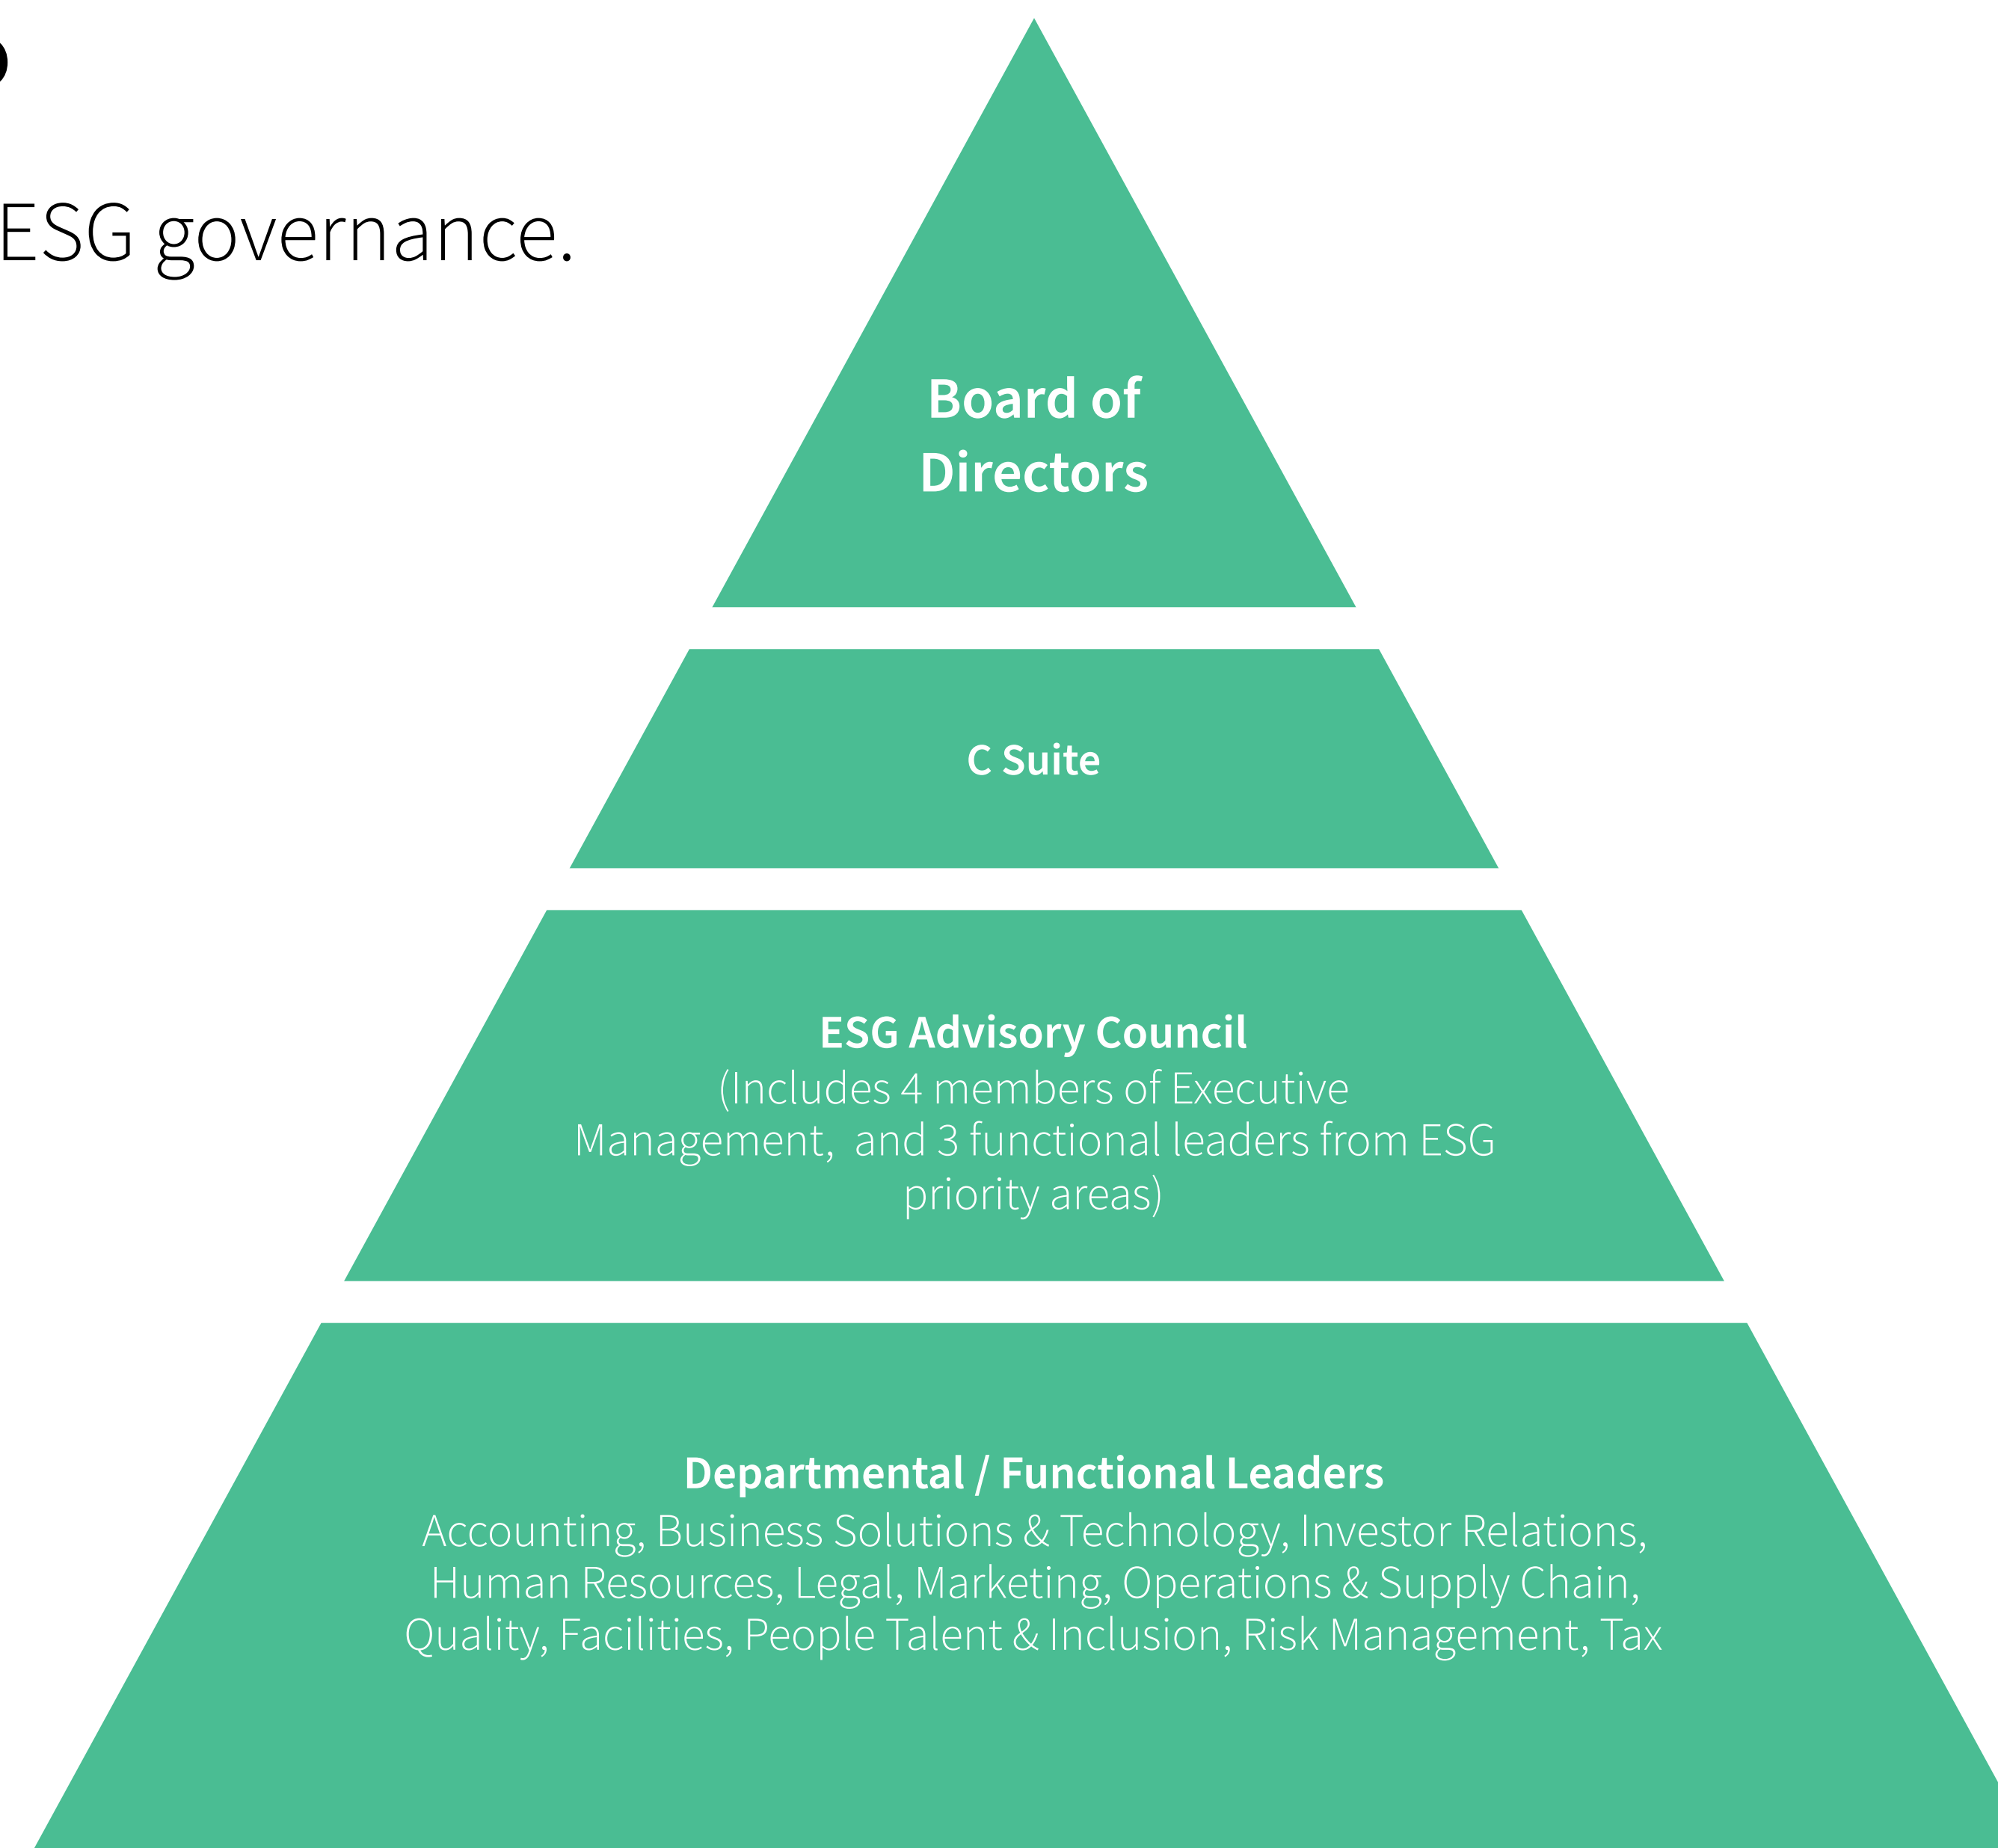 ESG governance.
Board of
Directors
C Suite
ESG Advisory Council
(Includes 4 members of Executive
Management,  and 3 functional leaders from ESG
priority areas)
Departmental / Functional Leaders
Accounting, Business Solutions & Technology, Investor Relations,
Human Resources, Legal, Marketing, Operations & Supply Chain,
Quality, Facilities, People Talent & Inclusion, Risk Management, Tax